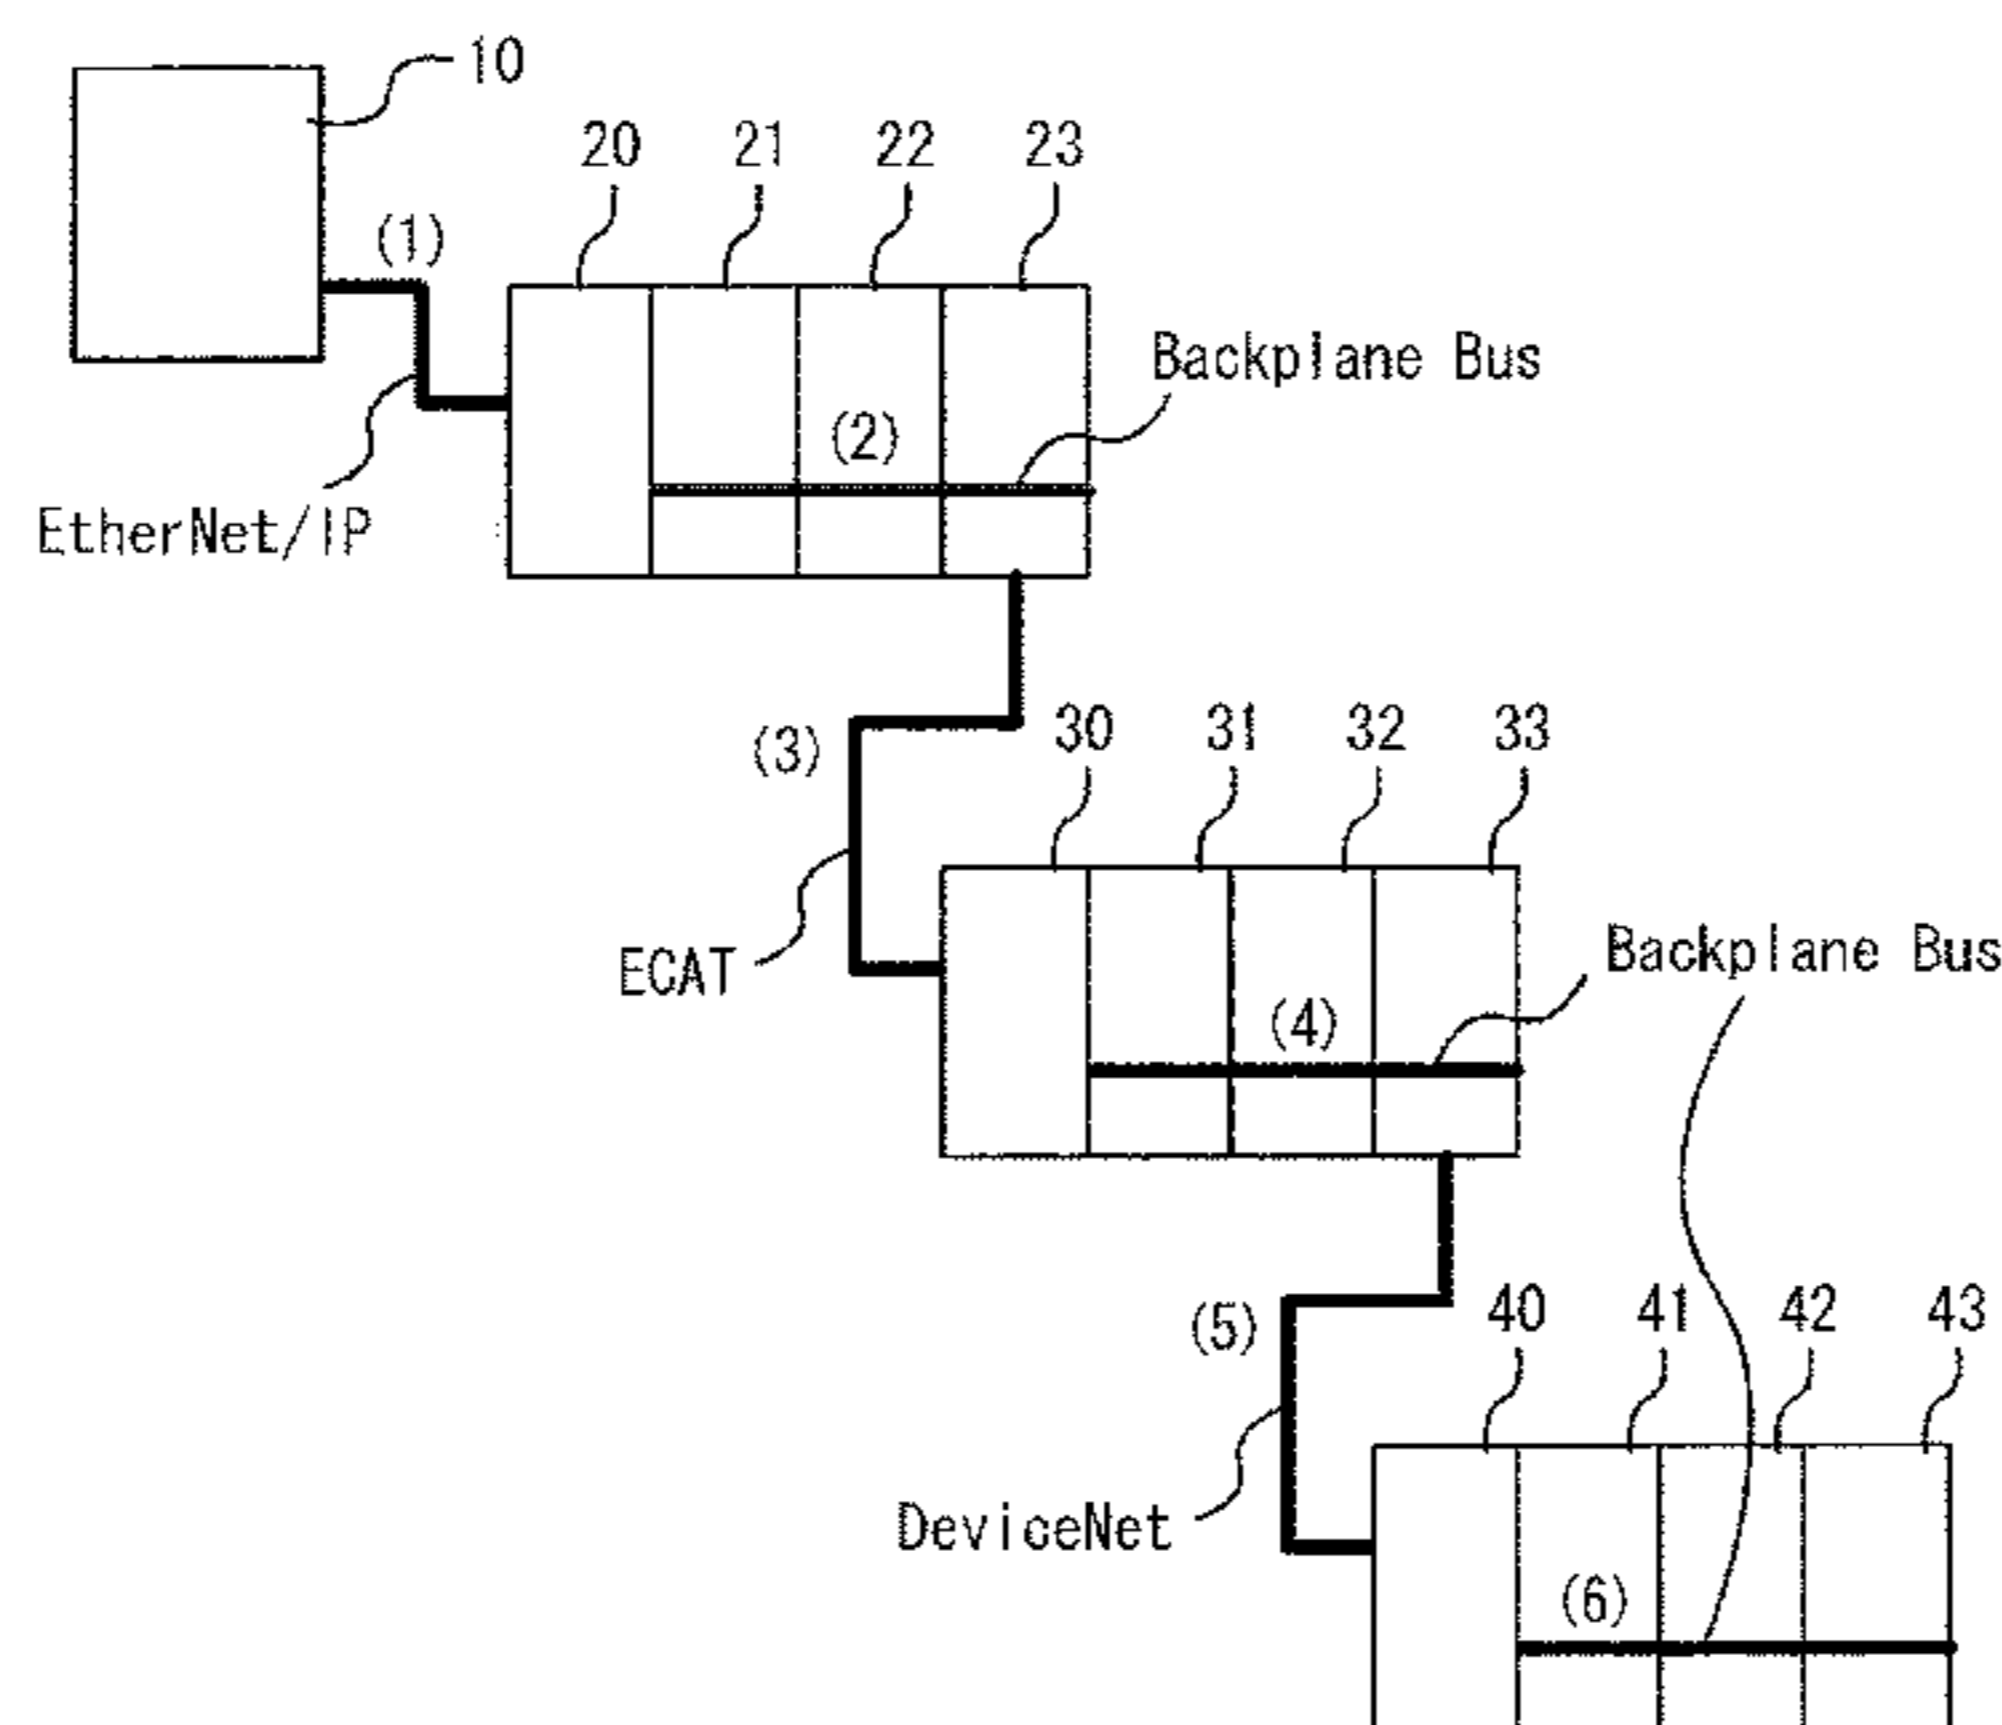 10
20 21 22 23
(1)
Backplane Bus
(2)
EtherNet/IP
30 31 32 33
(3)
Backplane Bus
ECAT
(4)
40 41 42 43
(5)
DeviceNet
(6)